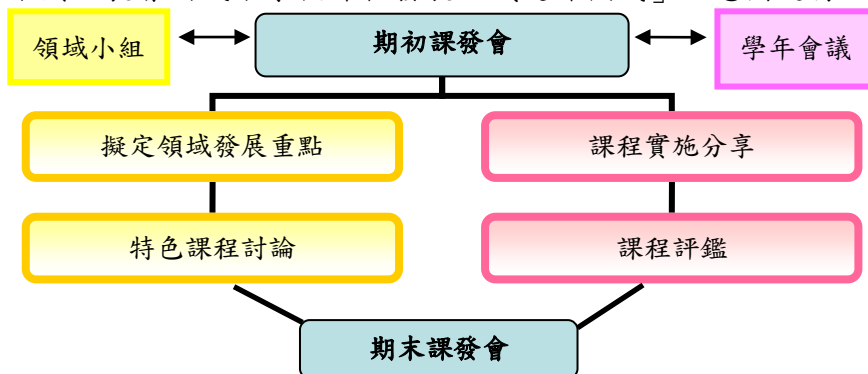 領域小組
期初課發會
學年會議
擬定領域發展重點
課程實施分享
特色課程討論
課程評鑑
期末課發會